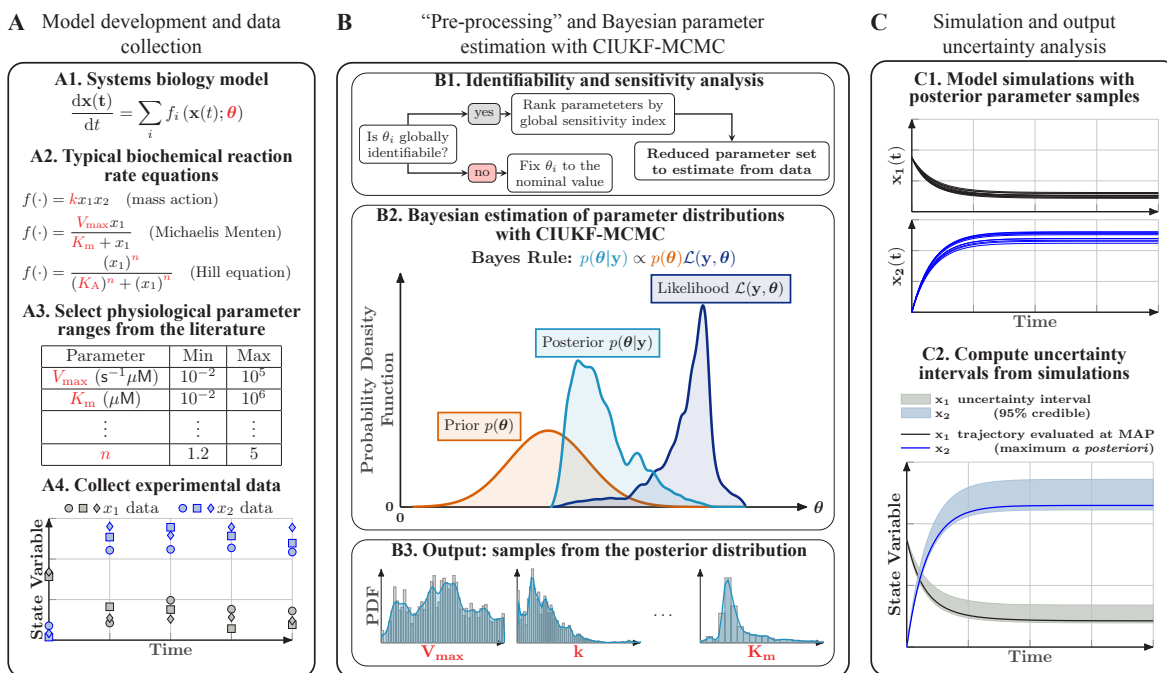 A Model development and data
collection
A1. Systems biology model
dx(t)/dt = ∑_i f_i (x(t); θ)
A2. Typical biochemical reaction
rate equations
f(·) = kx₁x₂ (mass action)
f(·) = V_max x₁ / (K_m + x₁) (Michaelis Menten)
f(·) = (x₁)^n / ((K_A)^n + (x₁)^n) (Hill equation)
A3. Select physiological parameter
ranges from the literature
Parameter Min Max
V_max (s⁻¹μM) 10⁻² 10⁵
K_m (μM) 10⁻² 10⁶
⋮ ⋮ ⋮
n 1.2 5
A4. Collect experimental data
x₁ data x₂ data
State Variable
Time
B "Pre-processing" and Bayesian parameter
estimation with CIUKF-MCMC
B1. Identifiability and sensitivity analysis
Is θ_i globally
identifiabile?
yes
Rank parameteters by
global sensitivity index
no
Fix θ_i to the
nominal value
Reduced parameter set
to estimate from data
B2. Bayesian estimation of parameter distributions
with CIUKF-MCMC
Bayes Rule: p(θ|y) ∝ p(θ)ℒ(y, θ)
Likelihood ℒ(y, θ)
Posterior p(θ|y)
Prior p(θ)
Probability Density
Function
0
0
θ
B3. Output: samples from the posterior distribution
PDF
V_max
k
. . .
K_m
C Simulation and output
uncertainty analysis
C1. Model simulations with
posterior parameter samples
x₁(t)
x₂(t)
Time
C2. Compute uncertainty
intervals from simulations
x₁ uncertainty interval
x₂ (95% credible)
x₁ trajectory evaluated at MAP
x₂ (maximum a posteriori)
State Variable
Time